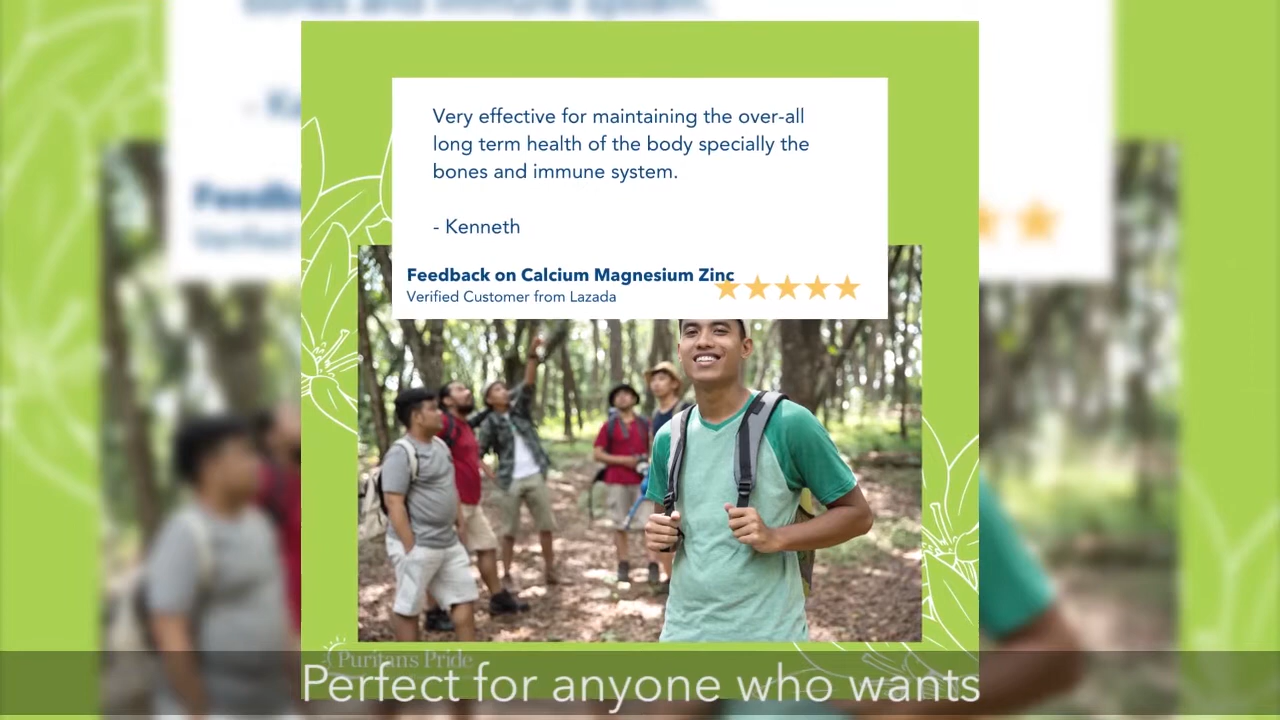 Very effective for maintaining the over-all
long term health of the body specially the
bones and immune system.
- Kenneth
Feedback on Calcium Magnesium Zinc
Verified Customer from Lazada
Puritan's Pride
Perfect for anyone who wants